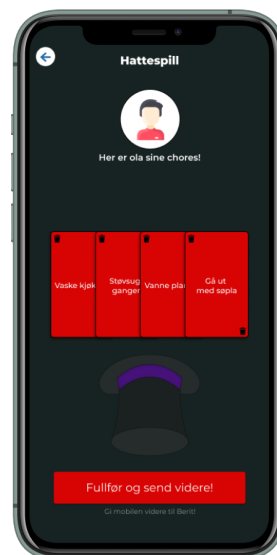 Hattespill
Her er ola sine chores!
Vaske kjøk
Støvsug
ganger
Vanne plan
Gå ut
med søpla
Fullfør og send videre!
Gi mobilen videre til Berit!